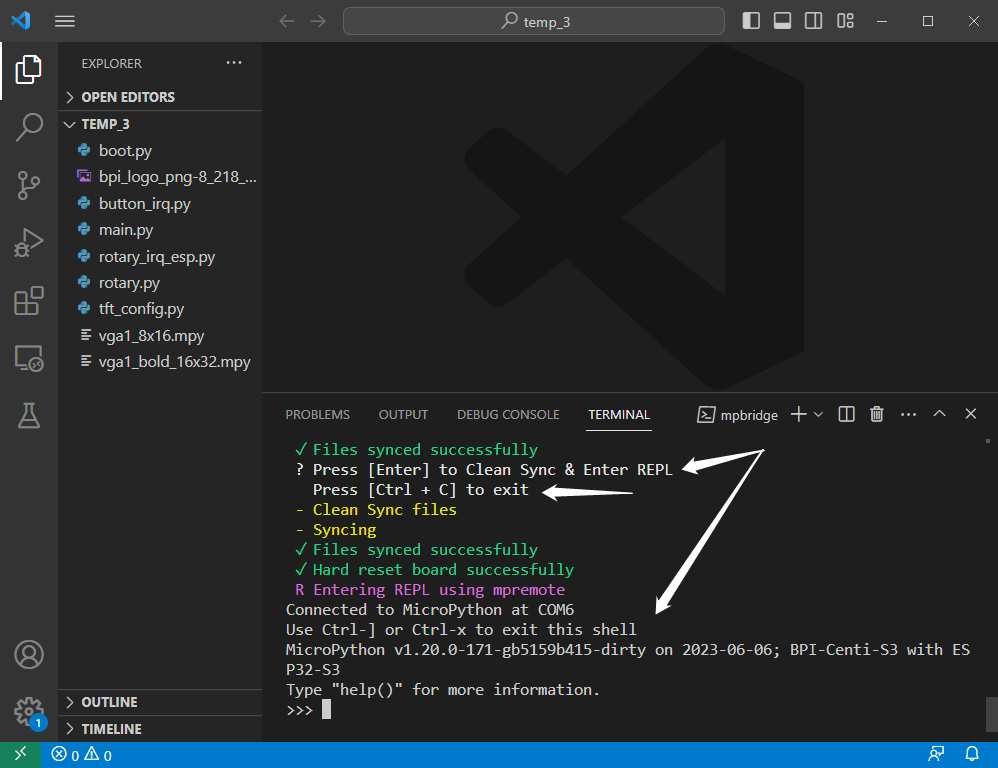 temp_3
EXPLORER
OPEN EDITORS
TEMP_3
boot.py
bpi_logo_png-8_218_...
button_irq.py
main.py
rotary_irq_esp.py
rotary.py
tft_config.py
vga1_8x16.mpy
vga1_bold_16x32.mpy
OUTLINE
TIMELINE
PROBLEMS OUTPUT DEBUG CONSOLE TERMINAL mpbridge
✓ Files synced successfully
? Press [Enter] to Clean Sync & Enter REPL
Press [Ctrl + C] to exit
- Clean Sync files
- Syncing
✓ Files synced successfully
✓ Hard reset board successfully
R Entering REPL using mpremote
Connected to MicroPython at COM6
Use Ctrl-] or Ctrl-x to exit this shell
MicroPython v1.20.0-171-gb5159b415-dirty on 2023-06-06; BPI-Centi-S3 with ES
P32-S3
Type "help()" for more information.
>>>
1
0 0